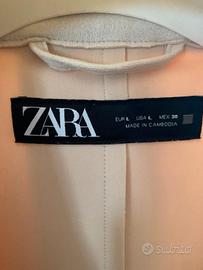 ZARA
EUR L USA L MEX 30
MADE IN CAMBODIA
subito